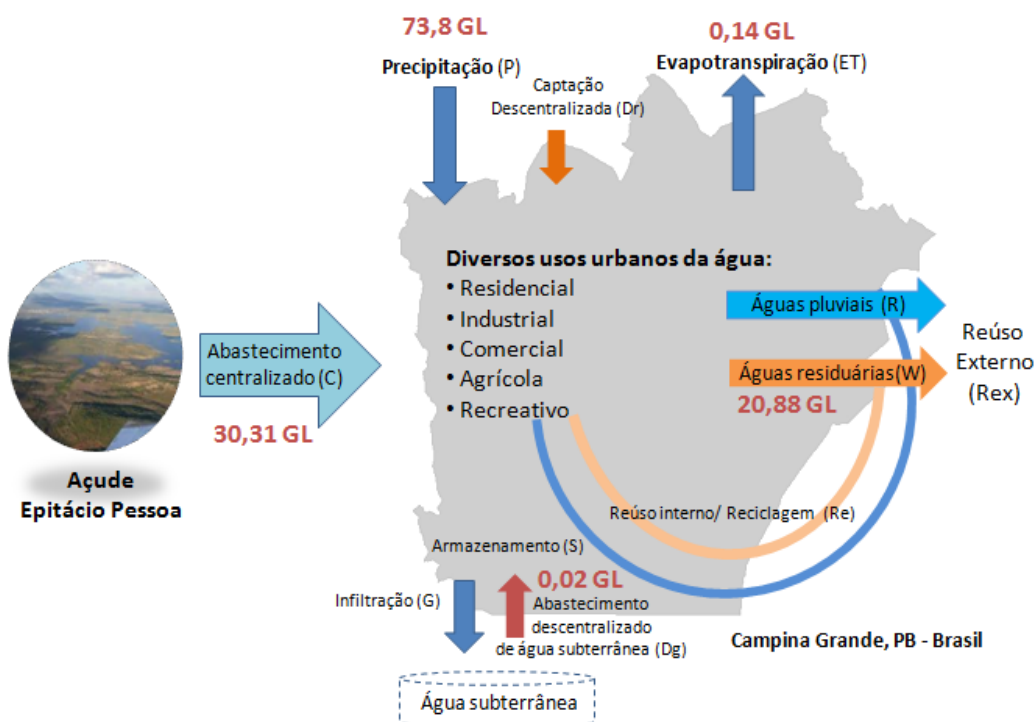 73,8 GL
Precipitação (P)
0,14 GL
Evapotranspiração (ET)
Captação
Descentralizada (Dr)
Diversos usos urbanos da água:
• Residencial
• Industrial
• Comercial
• Agrícola
• Recreativo
Águas pluviais (R)
Águas residuárias(W)
20,88 GL
Reúso
Externo
(Rex)
Abastecimento
centralizado (C)
30,31 GL
Açude
Epitácio Pessoa
Reúso interno/ Reciclagem (Re)
Armazenamento (S)
0,02 GL
Infiltração (G)
Abastecimento
descentralizado
de água subterrânea (Dg)
Campina Grande, PB - Brasil
Água subterrânea